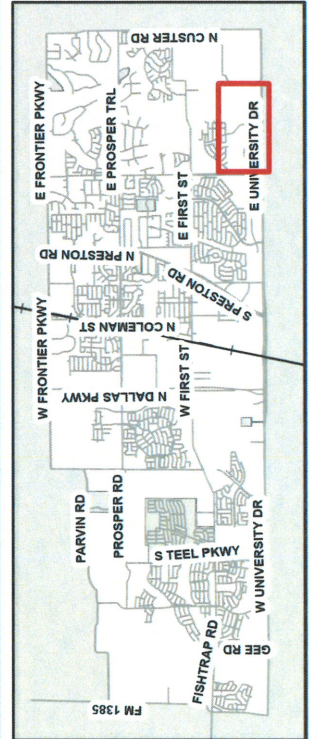 N CUSTER RD
E FRONTIER PKWY
E PROSPER TRL
E FIRST ST
E UNIVERSITY DR
N PRESTON RD
S PRESTON RD
W FRONTIER PKWY
N COLEMAN ST
W FIRST ST
N DALLAS PKWY
PARVIN RD
PROSPER RD
S TEEL PKWY
W UNIVERSITY DR
FISHTRAP RD
GEE RD
FM 1385